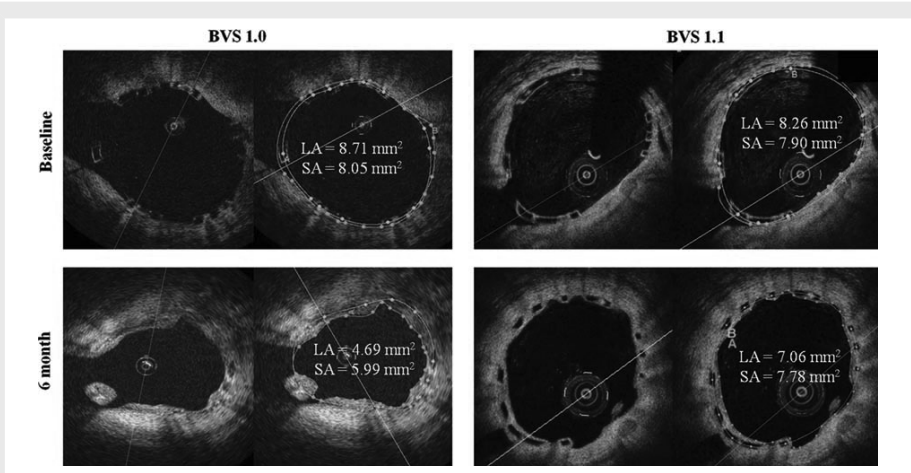 BVS 1.0
BVS 1.1
Baseline
LA = 8.71 mm²
SA = 8.05 mm²
B
A
LA = 8.26 mm²
SA = 7.90 mm²
B
6 month
LA = 4.69 mm²
SA = 5.99 mm²
B
A
LA = 7.06 mm²
SA = 7.78 mm²